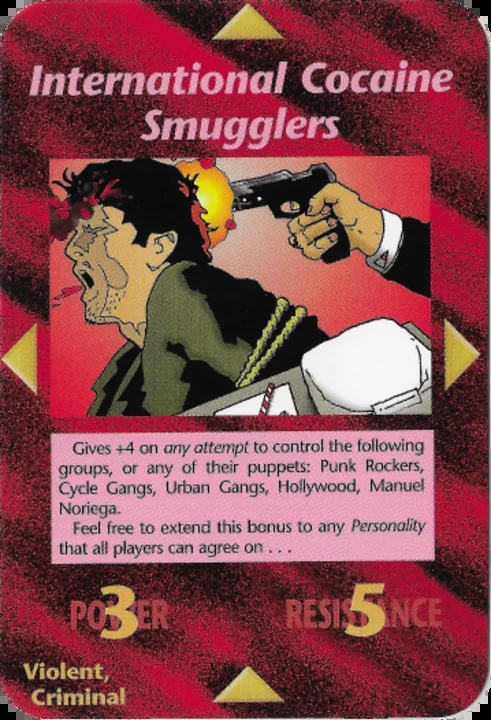 International Cocaine
Smugglers
Gives +4 on any attempt to control the following
groups, or any of their puppets: Punk Rockers,
Cycle Gangs, Urban Gangs, Hollywood, Manuel
Noriega.
Feel free to extend this bonus to any Personality
that all players can agree on . . .
POWER 3 RESISTANCE 5
Violent,
Criminal